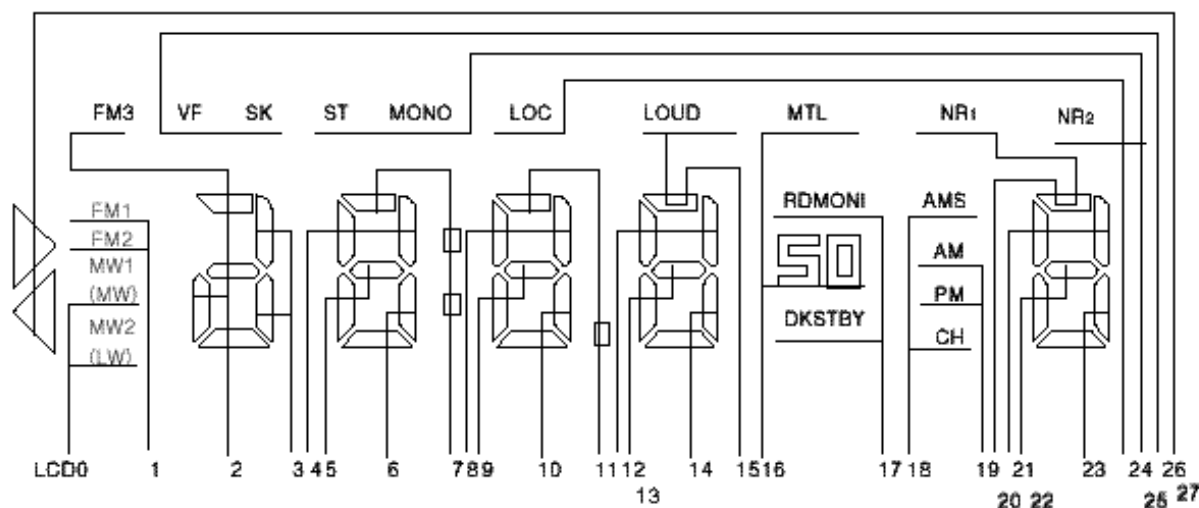 FM3 VF SK ST MONO LOC LOUD MTL NR1 NR2
FM1
FM2
MW1
(MW)
MW2
(LW)
RDMONI
50
DKSTBY
AMS
AM
PM
CH
LCD0 1 2 3 4 5 6 7 8 9 10 11 12 14 15 16 17 18 19 21 23 24 26
13 20 22 25 27